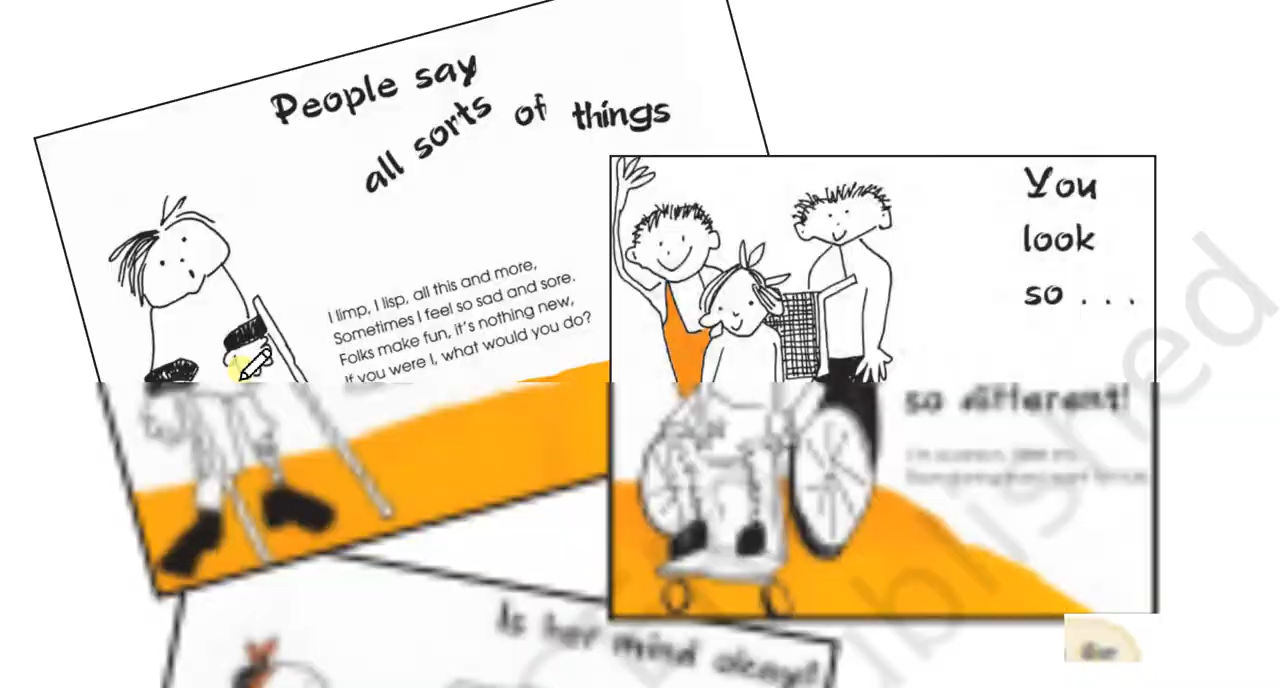 People say
all sorts of things
I limp, I lisp, all this and more,
Sometimes I feel so sad and sore.
Folks make fun, it's nothing new,
If you were I, what would you do?
You
look
so . . .
so different!
Is her mind okay?